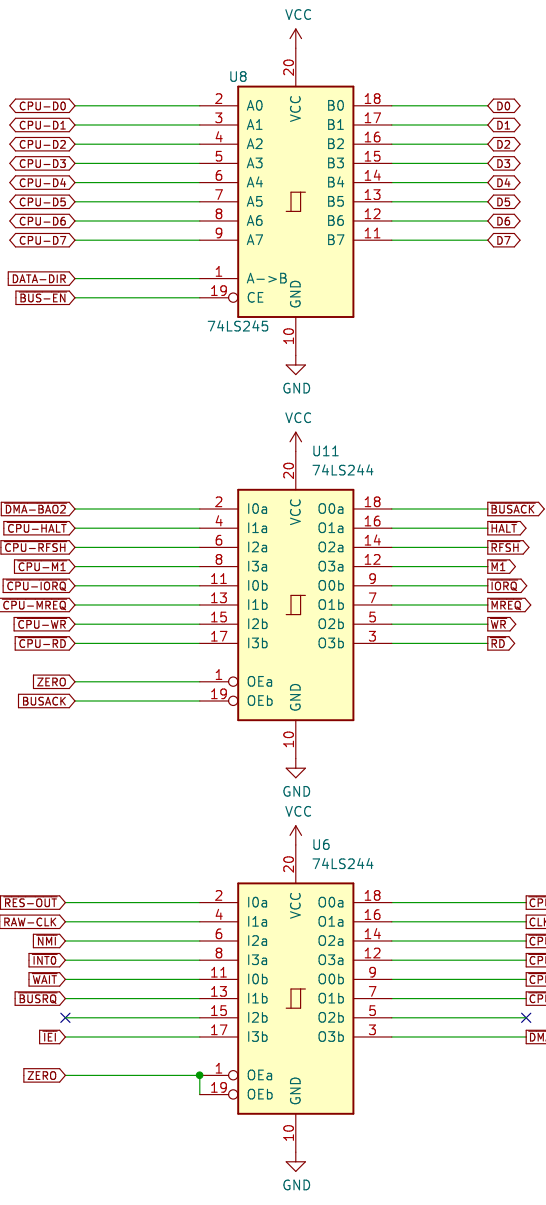 VCC
20
U8
CPU-D0 2 A0 VCC B0 18 D0
CPU-D1 3 A1 B1 17 D1
CPU-D2 4 A2 B2 16 D2
CPU-D3 5 A3 B3 15 D3
CPU-D4 6 A4 B4 14 D4
CPU-D5 7 A5 B5 13 D5
CPU-D6 8 A6 B6 12 D6
CPU-D7 9 A7 B7 11 D7
DATA-DIR 1 A->B
BUS-EN 19 CE GND
74LS245
10
GND
VCC
U11
20
74LS244
DMA-BAO2 2 I0a VCC O0a 18 BUSACK
CPU-HALT 4 I1a O1a 16 HALT
CPU-RFSH 6 I2a O2a 14 RFSH
CPU-M1 8 I3a O3a 12 M1
CPU-IORQ 11 I0b O0b 9 IORQ
CPU-MREQ 13 I1b O1b 7 MREQ
CPU-WR 15 I2b O2b 5 WR
CPU-RD 17 I3b O3b 3 RD
ZERO 1 OEa
BUSACK 19 OEb GND
10
GND
VCC
U6
20
74LS244
RES-OUT 2 I0a VCC O0a 18
RAW-CLK 4 I1a O1a 16
NMI 6 I2a O2a 14
INT0 8 I3a O3a 12
WAIT 11 I0b O0b 9
BUSRQ 13 I1b O1b 7
15 I2b O2b 5
IEI 17 I3b O3b 3
ZERO 1 OEa
19 OEb GND
10
GND